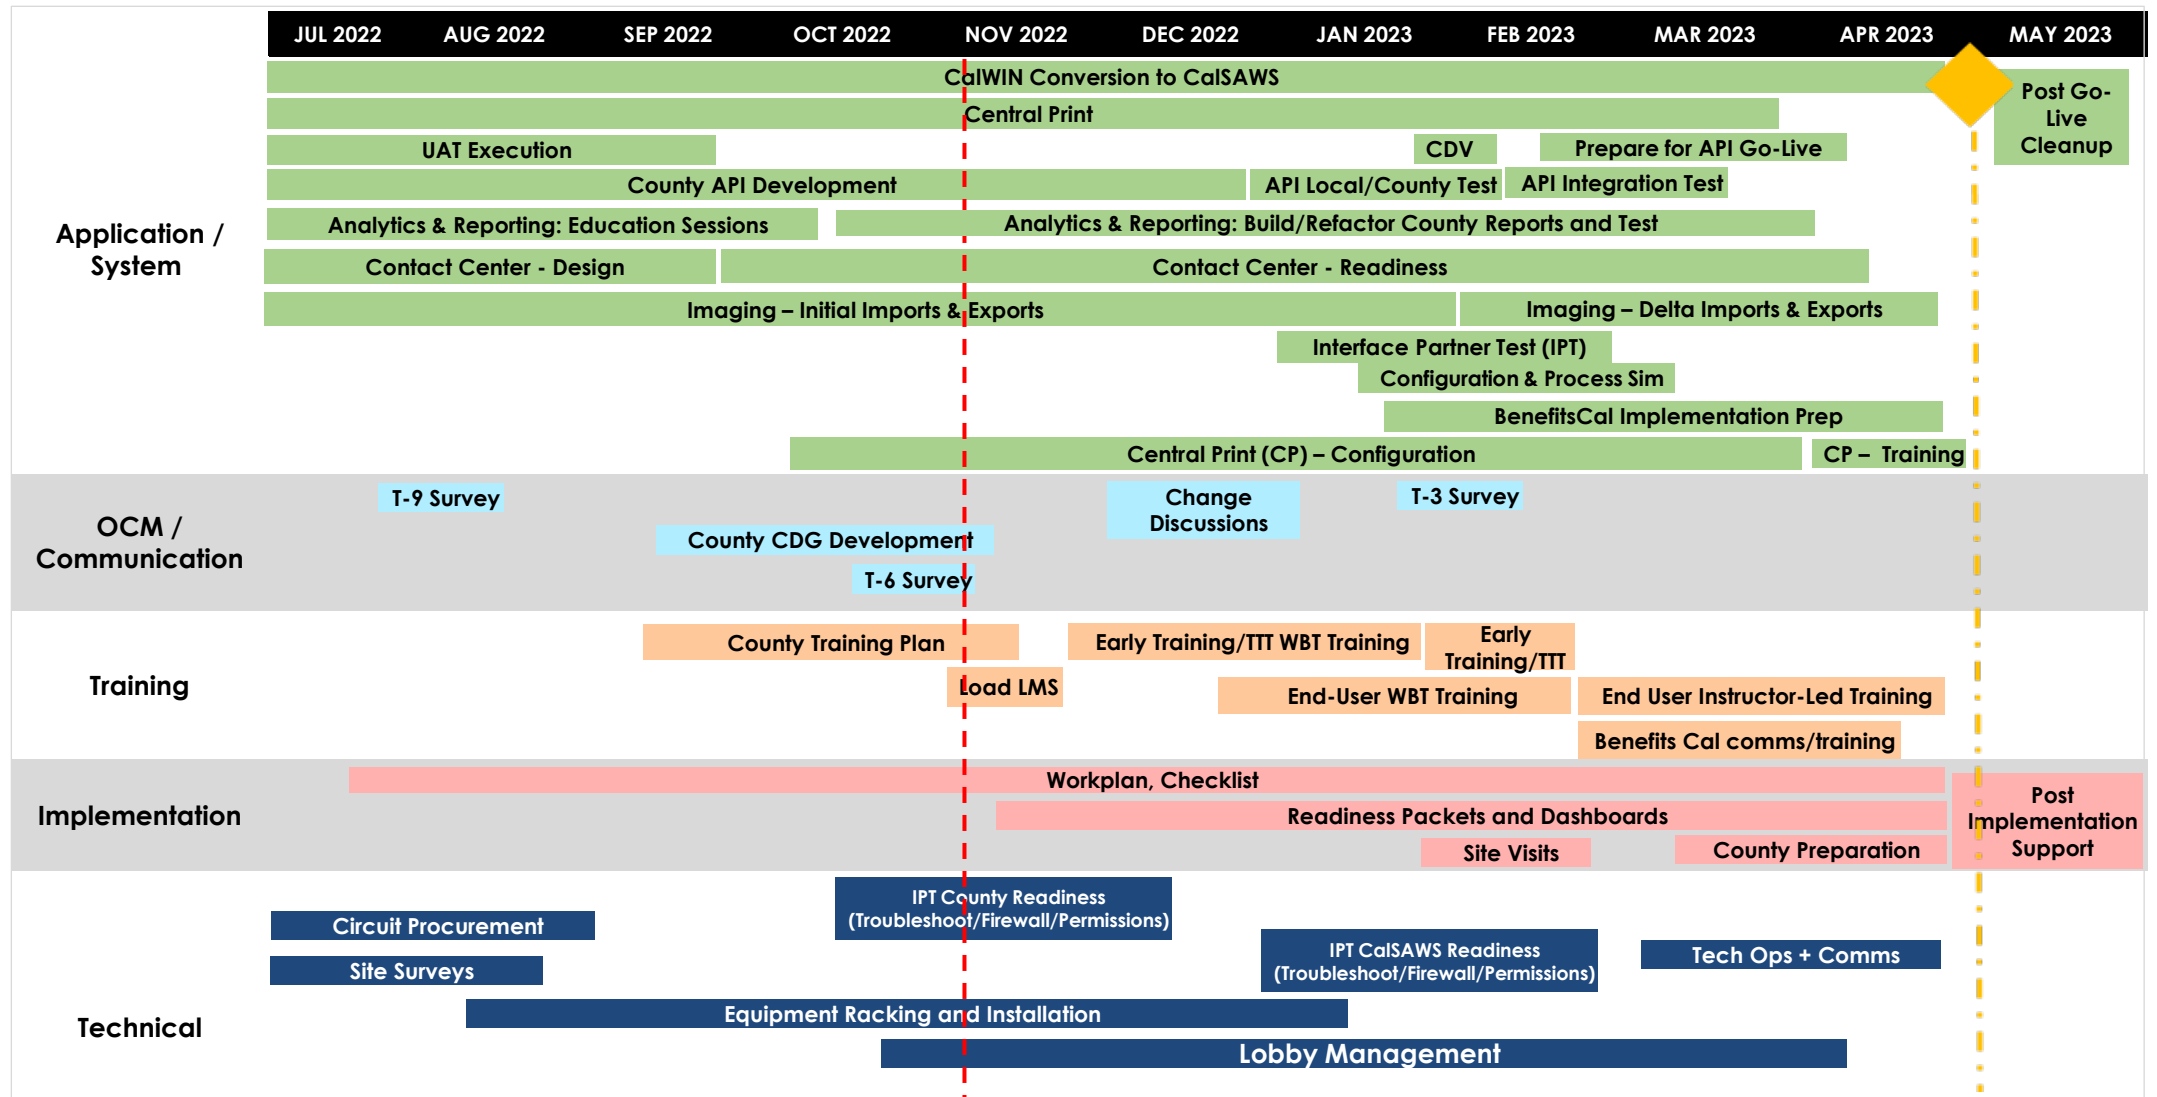 JUL 2022 AUG 2022 SEP 2022 OCT 2022 NOV 2022 DEC 2022 JAN 2023 FEB 2023 MAR 2023 APR 2023 MAY 2023
Application /
System
CalWIN Conversion to CalSAWS
Post Go-
Live
Cleanup
Central Print
UAT Execution
CDV
Prepare for API Go-Live
County API Development
API Local/County Test
API Integration Test
Analytics & Reporting: Education Sessions
Analytics & Reporting: Build/Refactor County Reports and Test
Contact Center - Design
Contact Center - Readiness
Imaging – Initial Imports & Exports
Imaging – Delta Imports & Exports
Interface Partner Test (IPT)
Configuration & Process Sim
BenefitsCal Implementation Prep
Central Print (CP) – Configuration
CP – Training
OCM /
Communication
T-9 Survey
Change
Discussions
T-3 Survey
County CDG Development
T-6 Survey
Training
County Training Plan
Early Training/TTT WBT Training
Early
Training/TTT
Load LMS
End-User WBT Training
End User Instructor-Led Training
Benefits Cal comms/training
Implementation
Workplan, Checklist
Readiness Packets and Dashboards
Site Visits
County Preparation
Post
Implementation
Support
Technical
IPT County Readiness
(Troubleshoot/Firewall/Permissions)
Circuit Procurement
IPT CalSAWS Readiness
(Troubleshoot/Firewall/Permissions)
Tech Ops + Comms
Site Surveys
Equipment Racking and Installation
Lobby Management